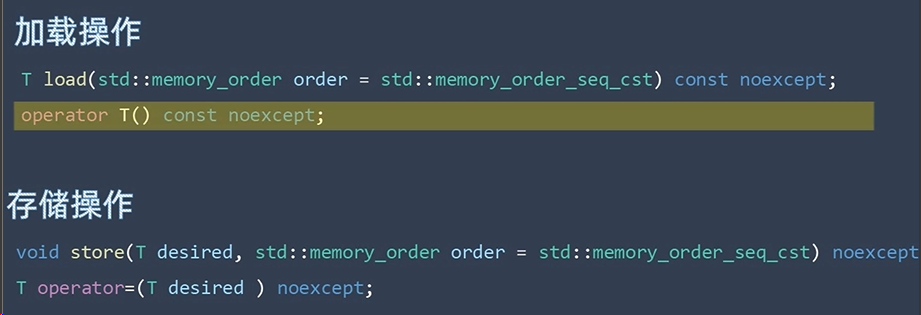 加载操作
T load(std::memory_order order = std::memory_order_seq_cst) const noexcept;
operator T() const noexcept;
存储操作
void store(T desired, std::memory_order order = std::memory_order_seq_cst) noexcept
T operator=(T desired ) noexcept;